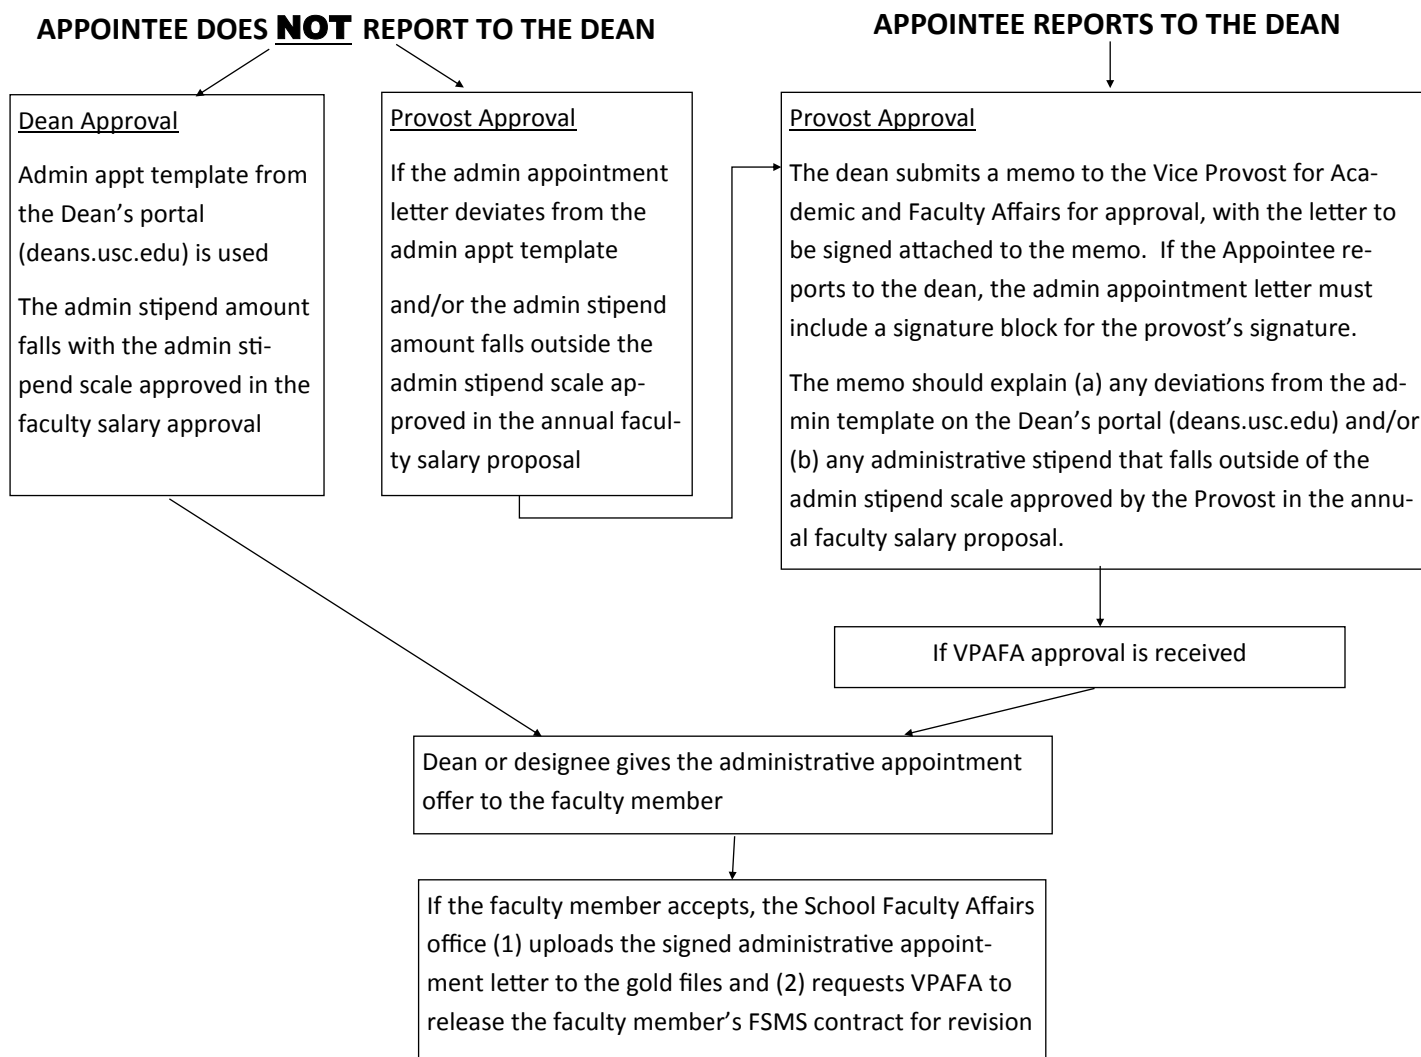 APPOINTEE DOES NOT REPORT TO THE DEAN
APPOINTEE REPORTS TO THE DEAN
Dean Approval
Admin appt template from
the Dean's portal
(deans.usc.edu) is used
The admin stipend amount
falls with the admin sti-
pend scale approved in the
faculty salary approval
Provost Approval
If the admin appointment
letter deviates from the
admin appt template
and/or the admin stipend
amount falls outside the
admin stipend scale ap-
proved in the annual facul-
ty salary proposal
Provost Approval
The dean submits a memo to the Vice Provost for Aca-
demic and Faculty Affairs for approval, with the letter to
be signed attached to the memo.  If the Appointee re-
ports to the dean, the admin appointment letter must
include a signature block for the provost's signature.
The memo should explain (a) any deviations from the ad-
min template on the Dean's portal (deans.usc.edu) and/or
(b) any administrative stipend that falls outside of the
admin stipend scale approved by the Provost in the annu-
al faculty salary proposal.
If VPAFA approval is received
Dean or designee gives the administrative appointment
offer to the faculty member
If the faculty member accepts, the School Faculty Affairs
office (1) uploads the signed administrative appoint-
ment letter to the gold files and (2) requests VPAFA to
release the faculty member's FSMS contract for revision